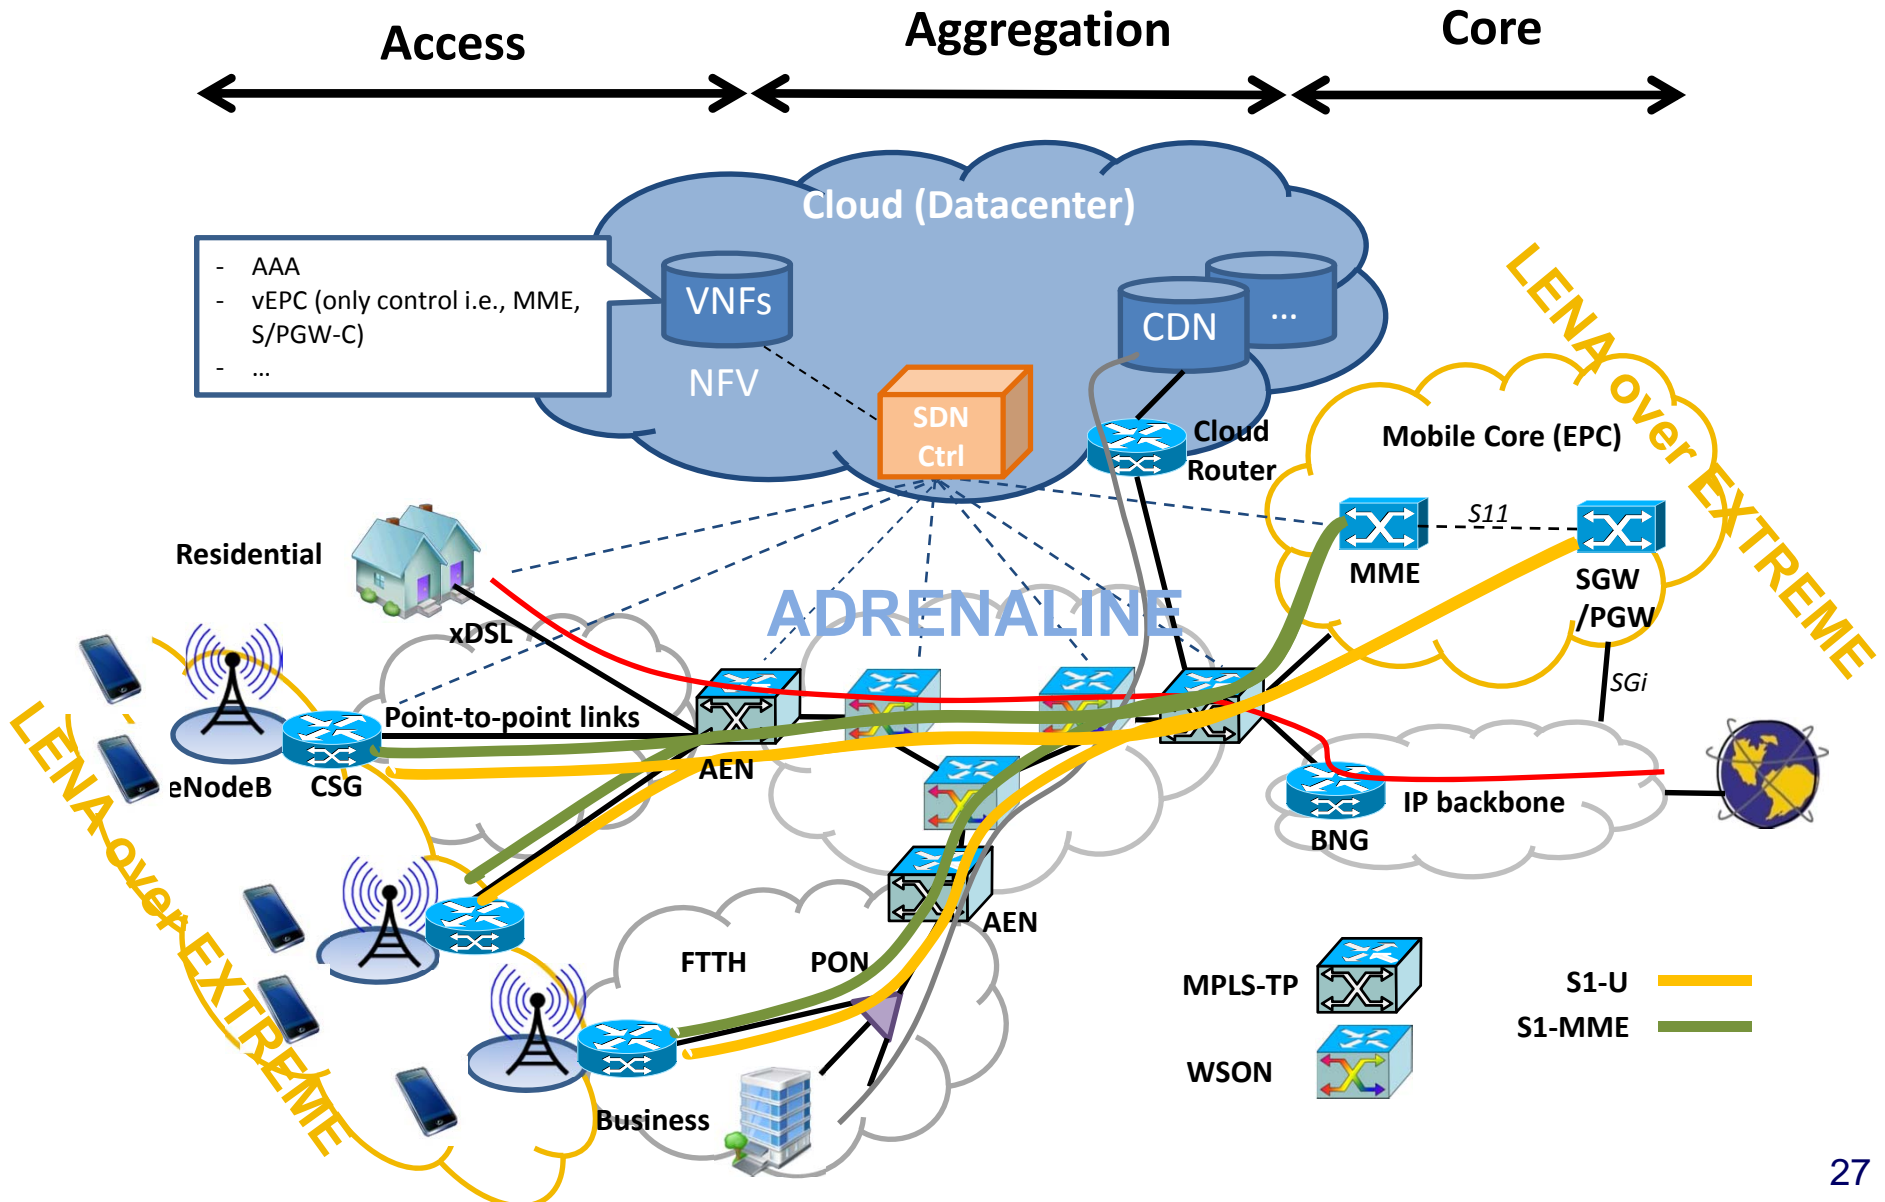 Access
Aggregation
Core
Cloud (Datacenter)
- AAA
- vEPC (only control i.e., MME,
S/PGW-C)
- ...
VNFs
NFV
CDN
...
SDN
Ctrl
Cloud
Router
LENA over EXTREME
Mobile Core (EPC)
S11
MME
SGW
/PGW
SGi
Residential
xDSL
ADRENALINE
Point-to-point links
eNodeB
CSG
AEN
LENA over EXTREME
IP backbone
BNG
AEN
FTTH
PON
Business
MPLS-TP
WSON
S1-U
S1-MME
27